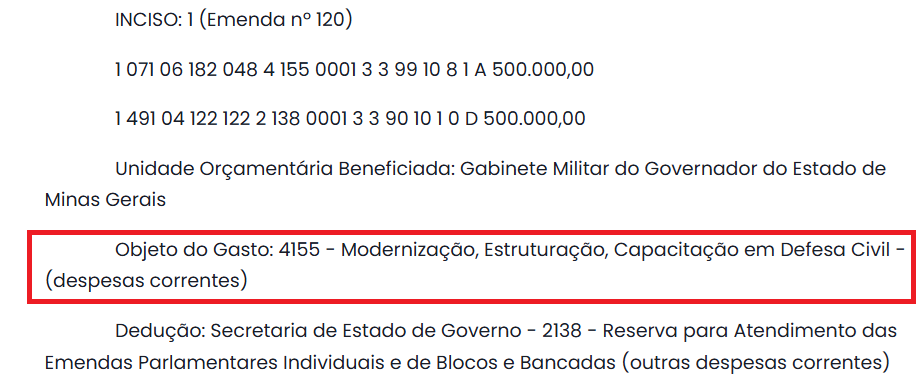 INCISO: 1 (Emenda nº 120)
1 071 06 182 048 4 155 0001 3 3 99 10 8 1 A 500.000,00
1 491 04 122 122 2 138 0001 3 3 90 10 1 0 D 500.000,00
Unidade Orçamentária Beneficiada: Gabinete Militar do Governador do Estado de
Minas Gerais
Objeto do Gasto: 4155 - Modernização, Estruturação, Capacitação em Defesa Civil -
(despesas correntes)
Dedução: Secretaria de Estado de Governo - 2138 - Reserva para Atendimento das
Emendas Parlamentares Individuais e de Blocos e Bancadas (outras despesas correntes)